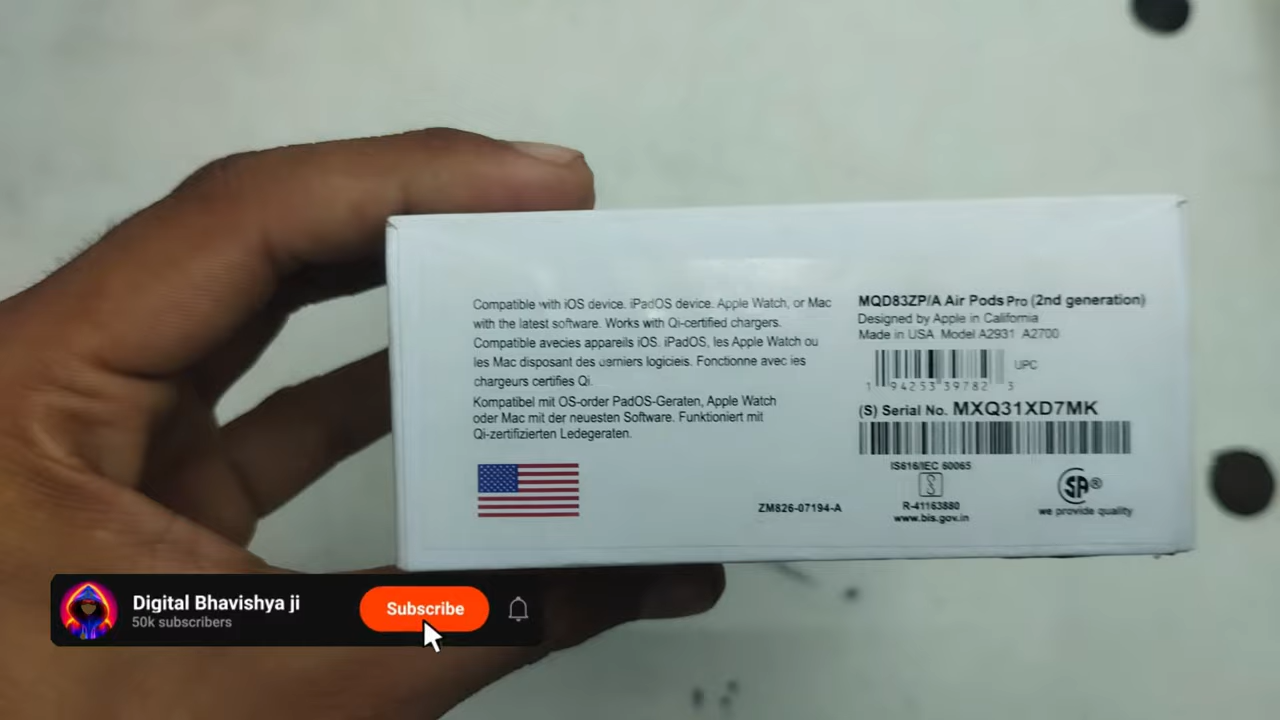 Compatible with iOS device. iPadOS device. Apple Watch, or Mac
with the latest software. Works with Qi-certified chargers.
Compatible avecies appareils iOS. iPadOS, les Apple Watch ou
les Mac disposant des derniers logicieis. Fonctionne avec ies
chargeurs certifies Qi.
Kompatibel mit OS-order PadOS-Geraten, Apple Watch
oder Mac mit der neuesten Software. Funktioniert mit
Qi-zertifizierten Ledegeraten.
MQD83ZP/A Air Pods Pro (2nd generation)
Designed by Apple in California
Made in USA Model A2931 A2700
UPC
1 94253 39782 3
(S) Serial No. MXQ31XD7MK
IS616/IEC 60065
R-41163880
www.bis.gov.in
SA®
we provide quality
ZM826-07194-A
Digital Bhavishya ji
50k subscribers
Subscribe